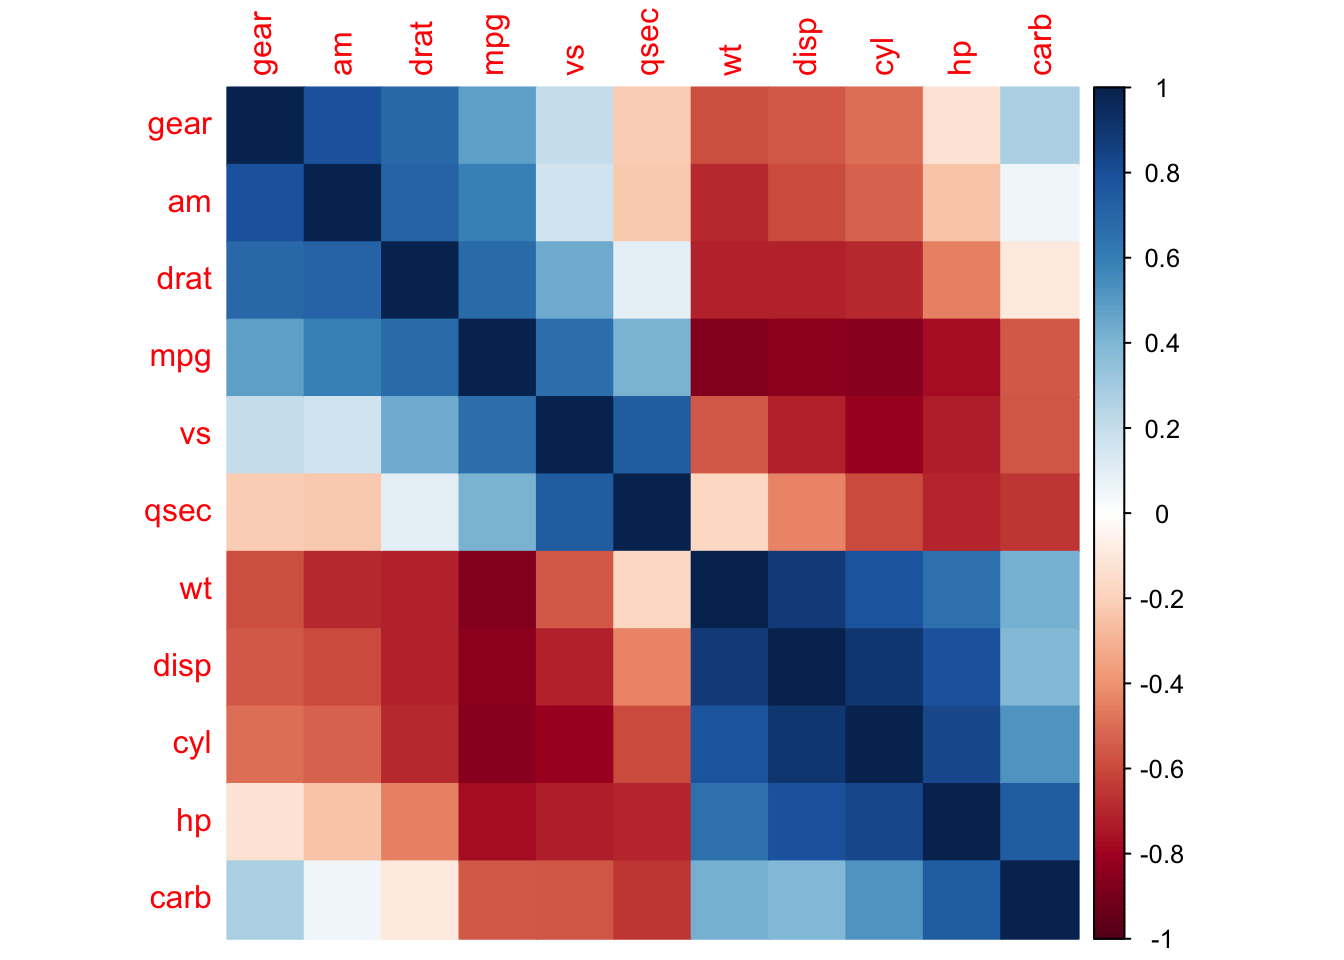 gear am drat mpg vs qsec wt disp cyl hp carb
gear
am
drat
mpg
vs
qsec
wt
disp
cyl
hp
carb
1
0.8
0.6
0.4
0.2
0
-0.2
-0.4
-0.6
-0.8
-1